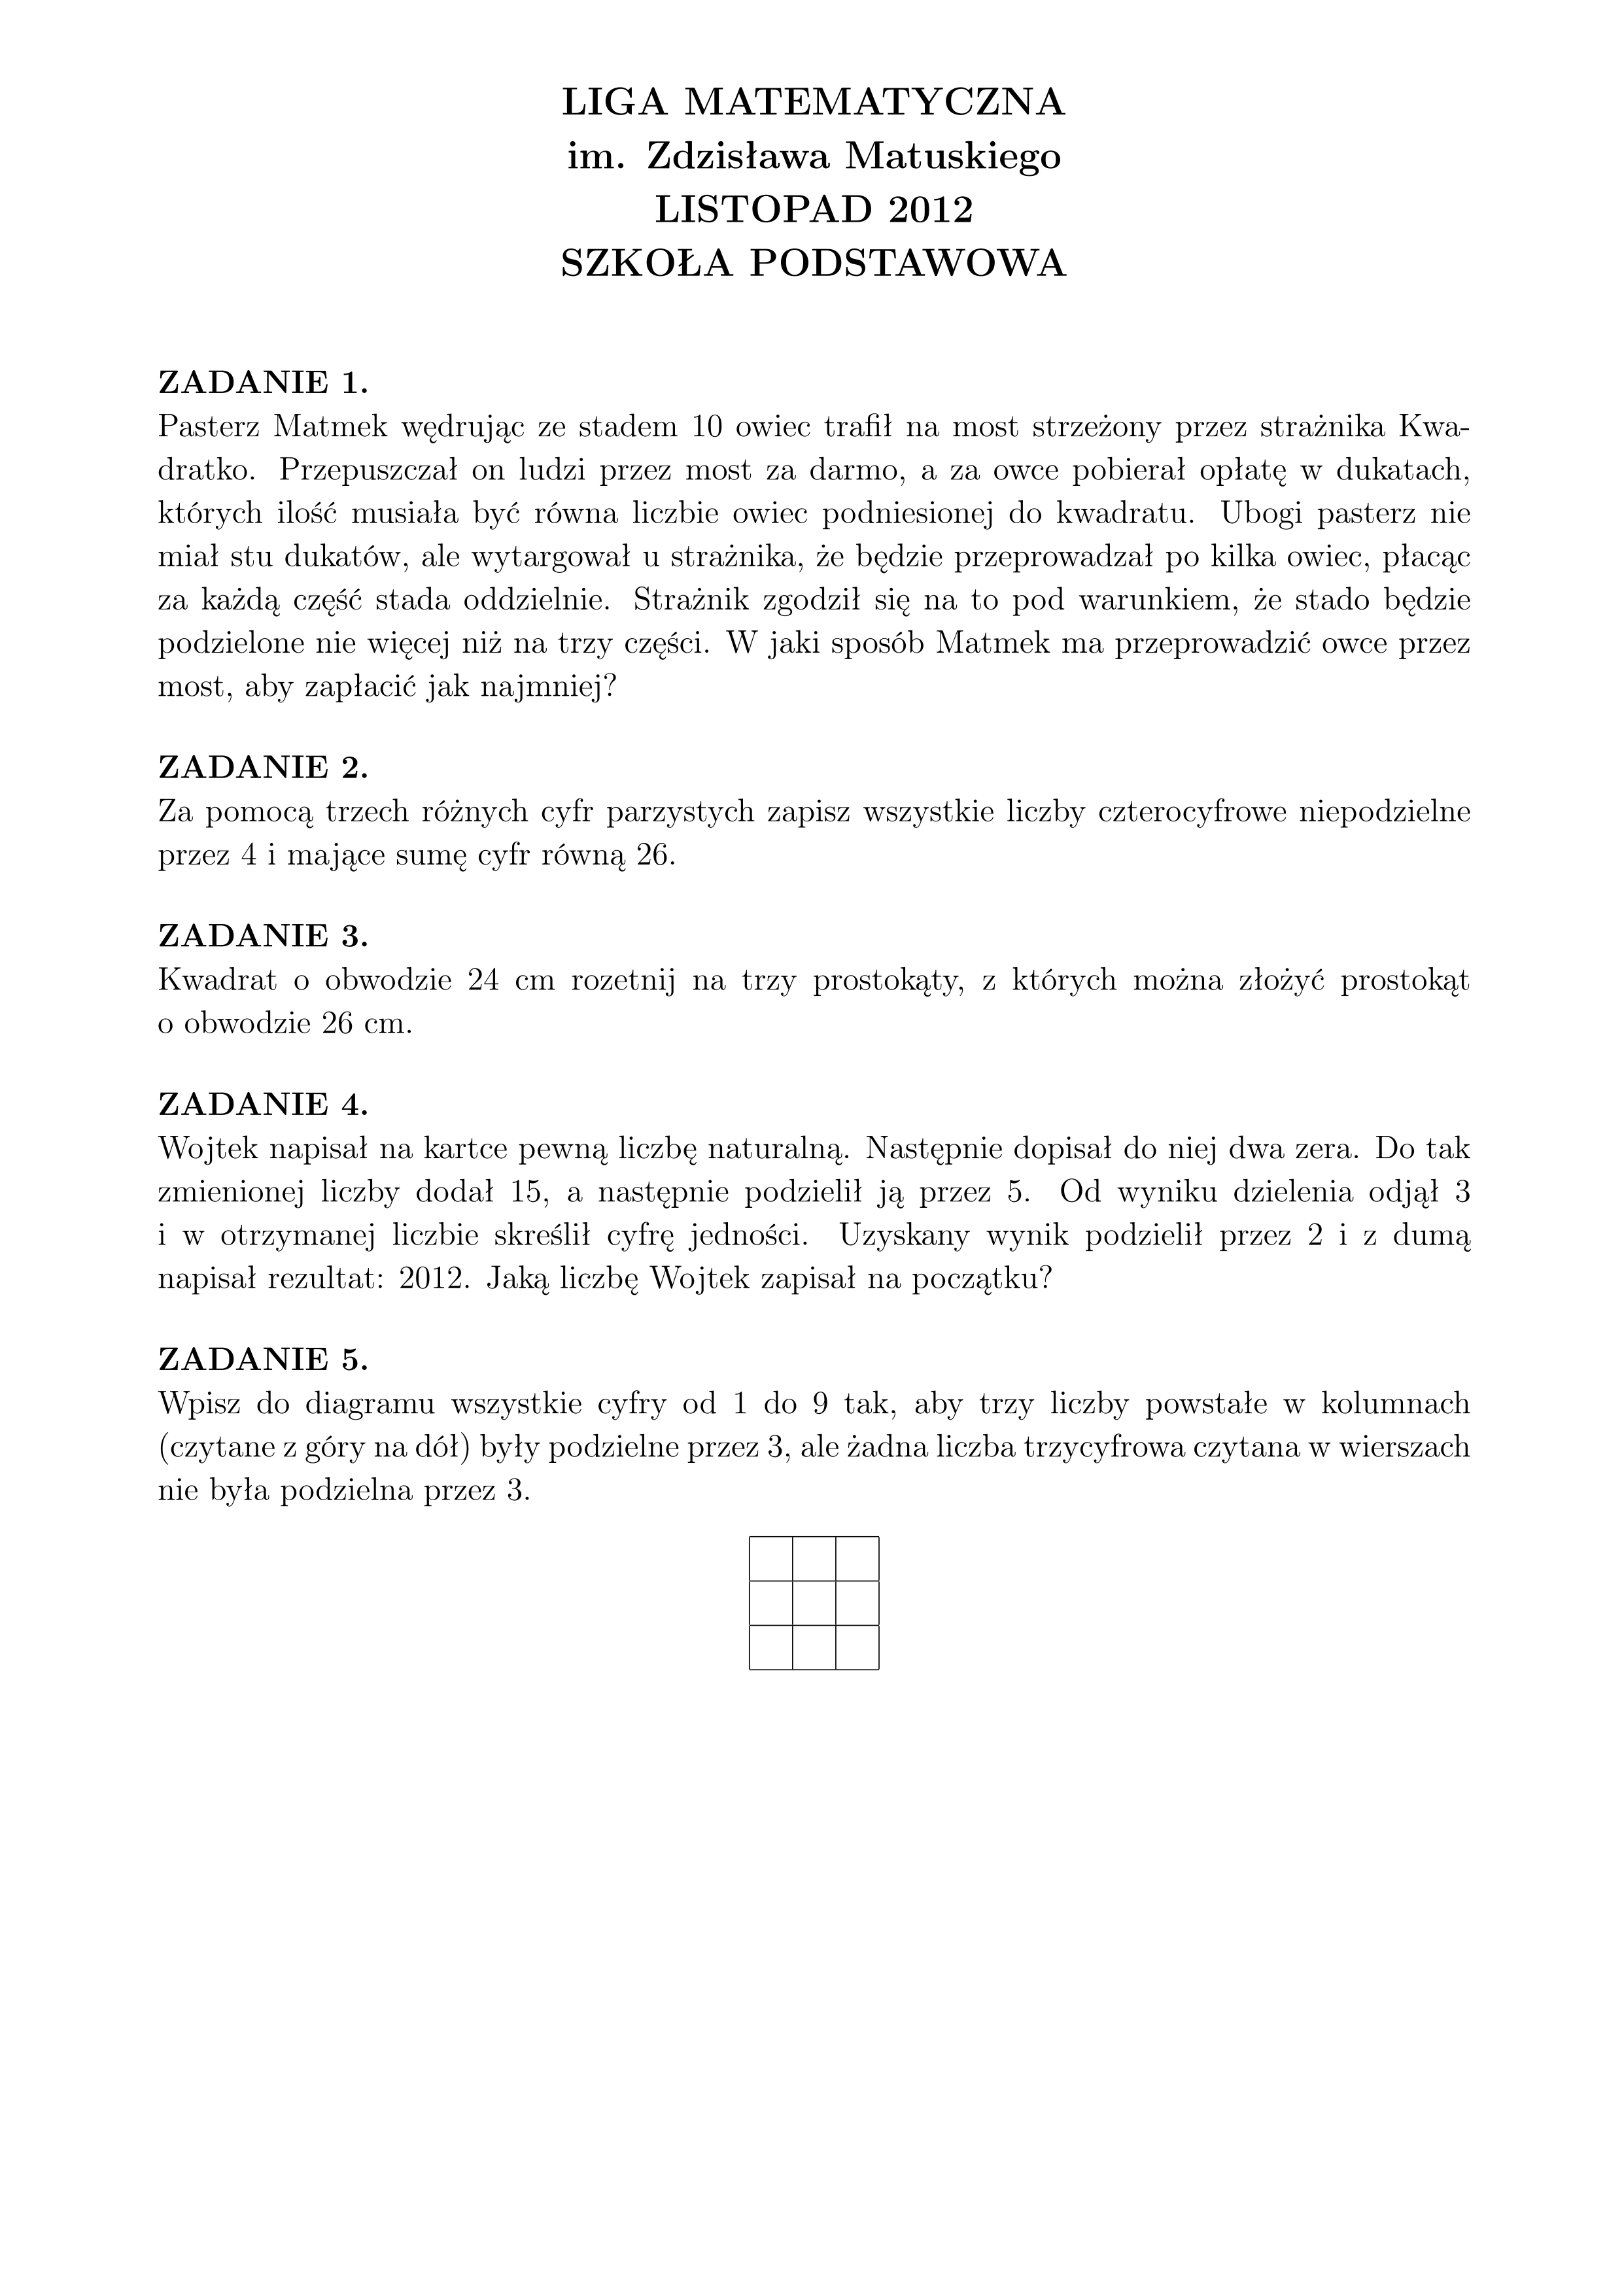 LIGA MATEMATYCZNA
im. Zdzisława Matuskiego
LISTOPAD 2012
SZKOŁA PODSTAWOWA
ZADANIE 1.
Pasterz Matmek wędrując ze stadem 10 owiec trafił na most strzeżony przez strażnika Kwa-
dratko. Przepuszczał on ludzi przez most za darmo, a za owce pobierał opłatę w dukatach,
których ilość musiała być równa liczbie owiec podniesionej do kwadratu. Ubogi pasterz nie
miał stu dukatów, ale wytargował u strażnika, że będzie przeprowadzał po kilka owiec, płacąc
za każdą część stada oddzielnie. Strażnik zgodził się na to pod warunkiem, że stado będzie
podzielone nie więcej niż na trzy części. W jaki sposób Matmek ma przeprowadzić owce przez
most, aby zapłacić jak najmniej?
ZADANIE 2.
Za pomocą trzech różnych cyfr parzystych zapisz wszystkie liczby czterocyfrowe niepodzielne
przez 4 i mające sumę cyfr równą 26.
ZADANIE 3.
Kwadrat o obwodzie 24 cm rozetnij na trzy prostokąty, z których można złożyć prostokąt
o obwodzie 26 cm.
ZADANIE 4.
Wojtek napisał na kartce pewną liczbę naturalną. Następnie dopisał do niej dwa zera. Do tak
zmienionej liczby dodał 15, a następnie podzielił ją przez 5. Od wyniku dzielenia odjął 3
i w otrzymanej liczbie skreślił cyfrę jedności. Uzyskany wynik podzielił przez 2 i z dumą
napisał rezultat: 2012. Jaką liczbę Wojtek zapisał na początku?
ZADANIE 5.
Wpisz do diagramu wszystkie cyfry od 1 do 9 tak, aby trzy liczby powstałe w kolumnach
(czytane z góry na dół) były podzielne przez 3, ale żadna liczba trzycyfrowa czytana w wierszach
nie była podzielna przez 3.